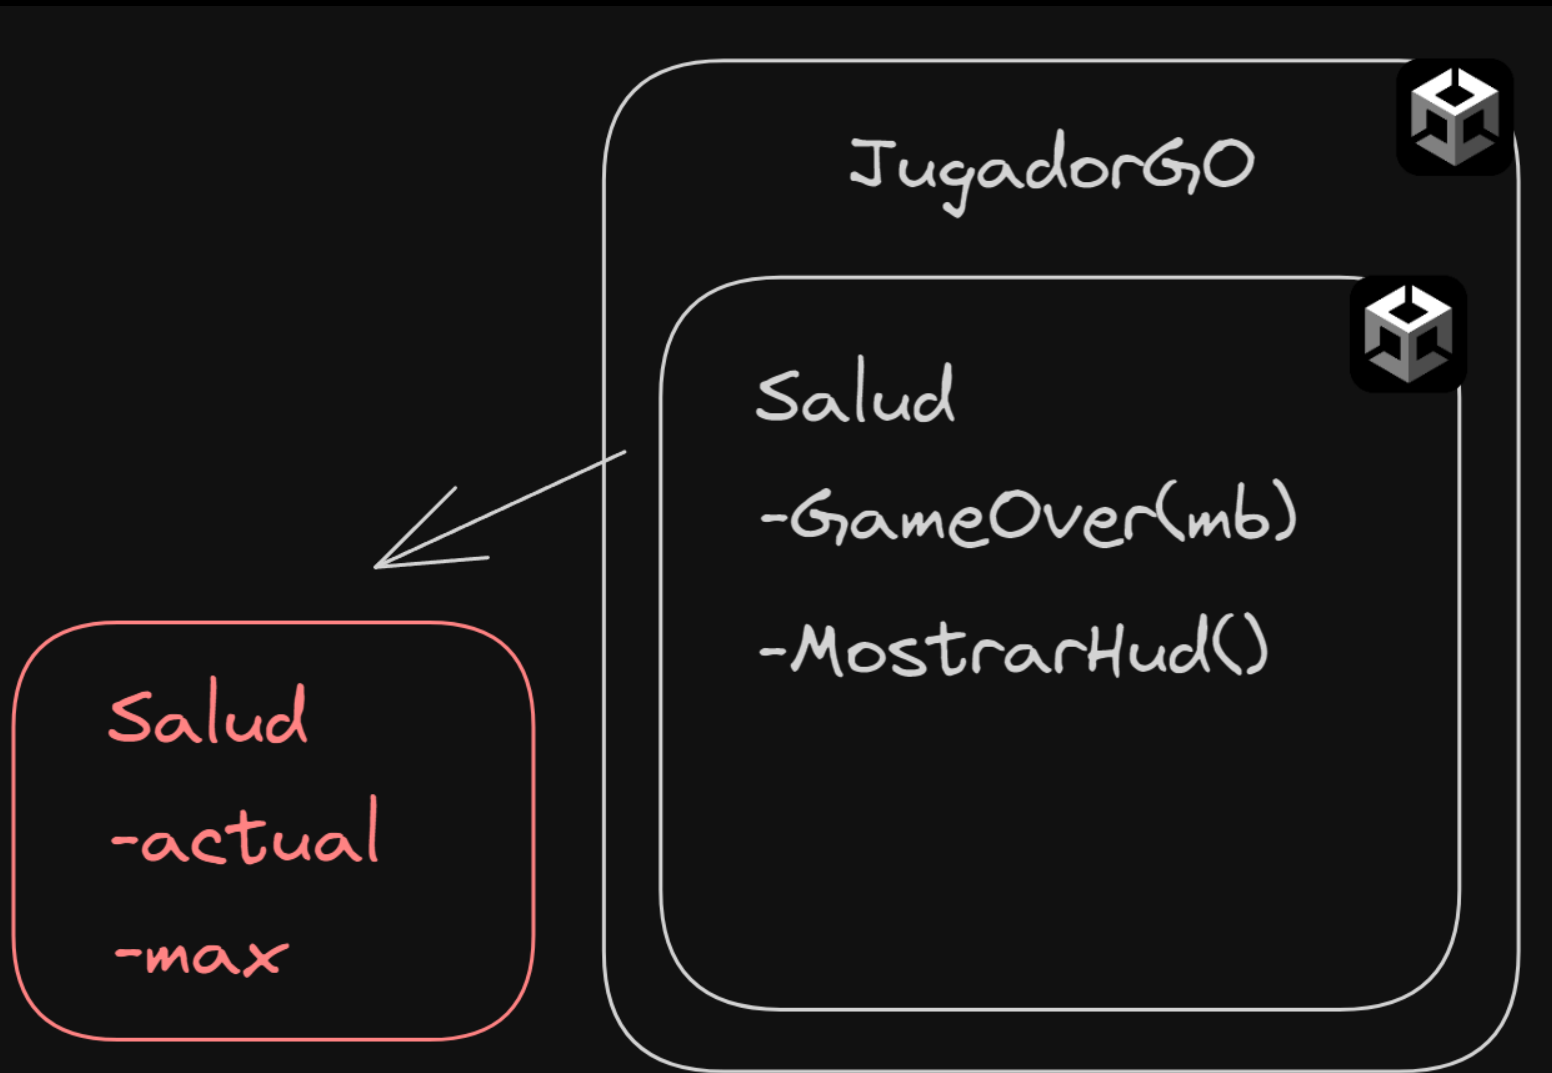 JugadorGO
Salud
-GameOver(mb)
-MostrarHud()
Salud
-actual
-max